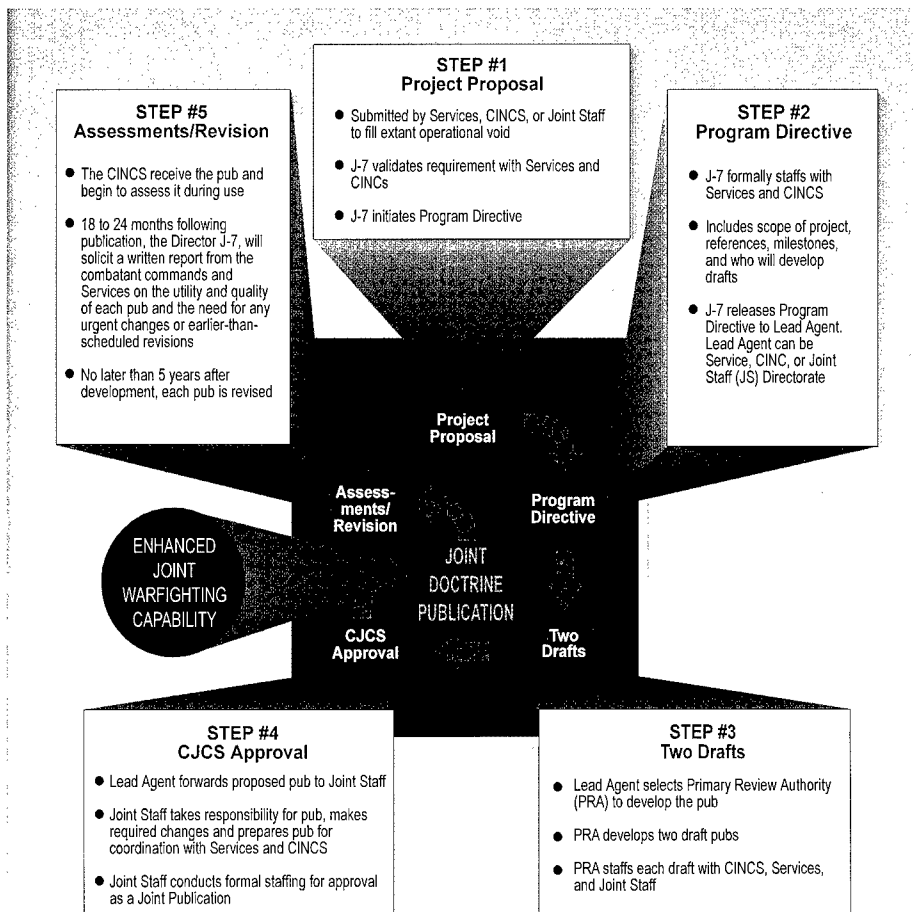 STEP #1
Project Proposal
● Submitted by Services, CINCS, or Joint Staff
to fill extant operational void
● J-7 validates requirement with Services and
CINCs
● J-7 initiates Program Directive
STEP #2
Program Directive
● J-7 formally staffs with
Services and CINCS
● Includes scope of project,
references, milestones,
and who will develop
drafts
● J-7 releases Program
Directive to Lead Agent.
Lead Agent can be
Service, CINC, or Joint
Staff (JS) Directorate
STEP #3
Two Drafts
● Lead Agent selects Primary Review Authority
(PRA) to develop the pub
● PRA develops two draft pubs
● PRA staffs each draft with CINCS, Services,
and Joint Staff
STEP #4
CJCS Approval
● Lead Agent forwards proposed pub to Joint Staff
● Joint Staff takes responsibility for pub, makes
required changes and prepares pub for
coordination with Services and CINCS
● Joint Staff conducts formal staffing for approval
as a Joint Publication
STEP #5
Assessments/Revision
● The CINCS receive the pub and
begin to assess it during use
● 18 to 24 months following
publication, the Director J-7, will
solicit a written report from the
combatant commands and
Services on the utility and quality
of each pub and the need for any
urgent changes or earlier-than-
scheduled revisions
● No later than 5 years after
development, each pub is revised
Project
Proposal
Program
Directive
Two
Drafts
CJCS
Approval
Assess-
ments/
Revision
JOINT
DOCTRINE
PUBLICATION
ENHANCED
JOINT
WARFIGHTING
CAPABILITY